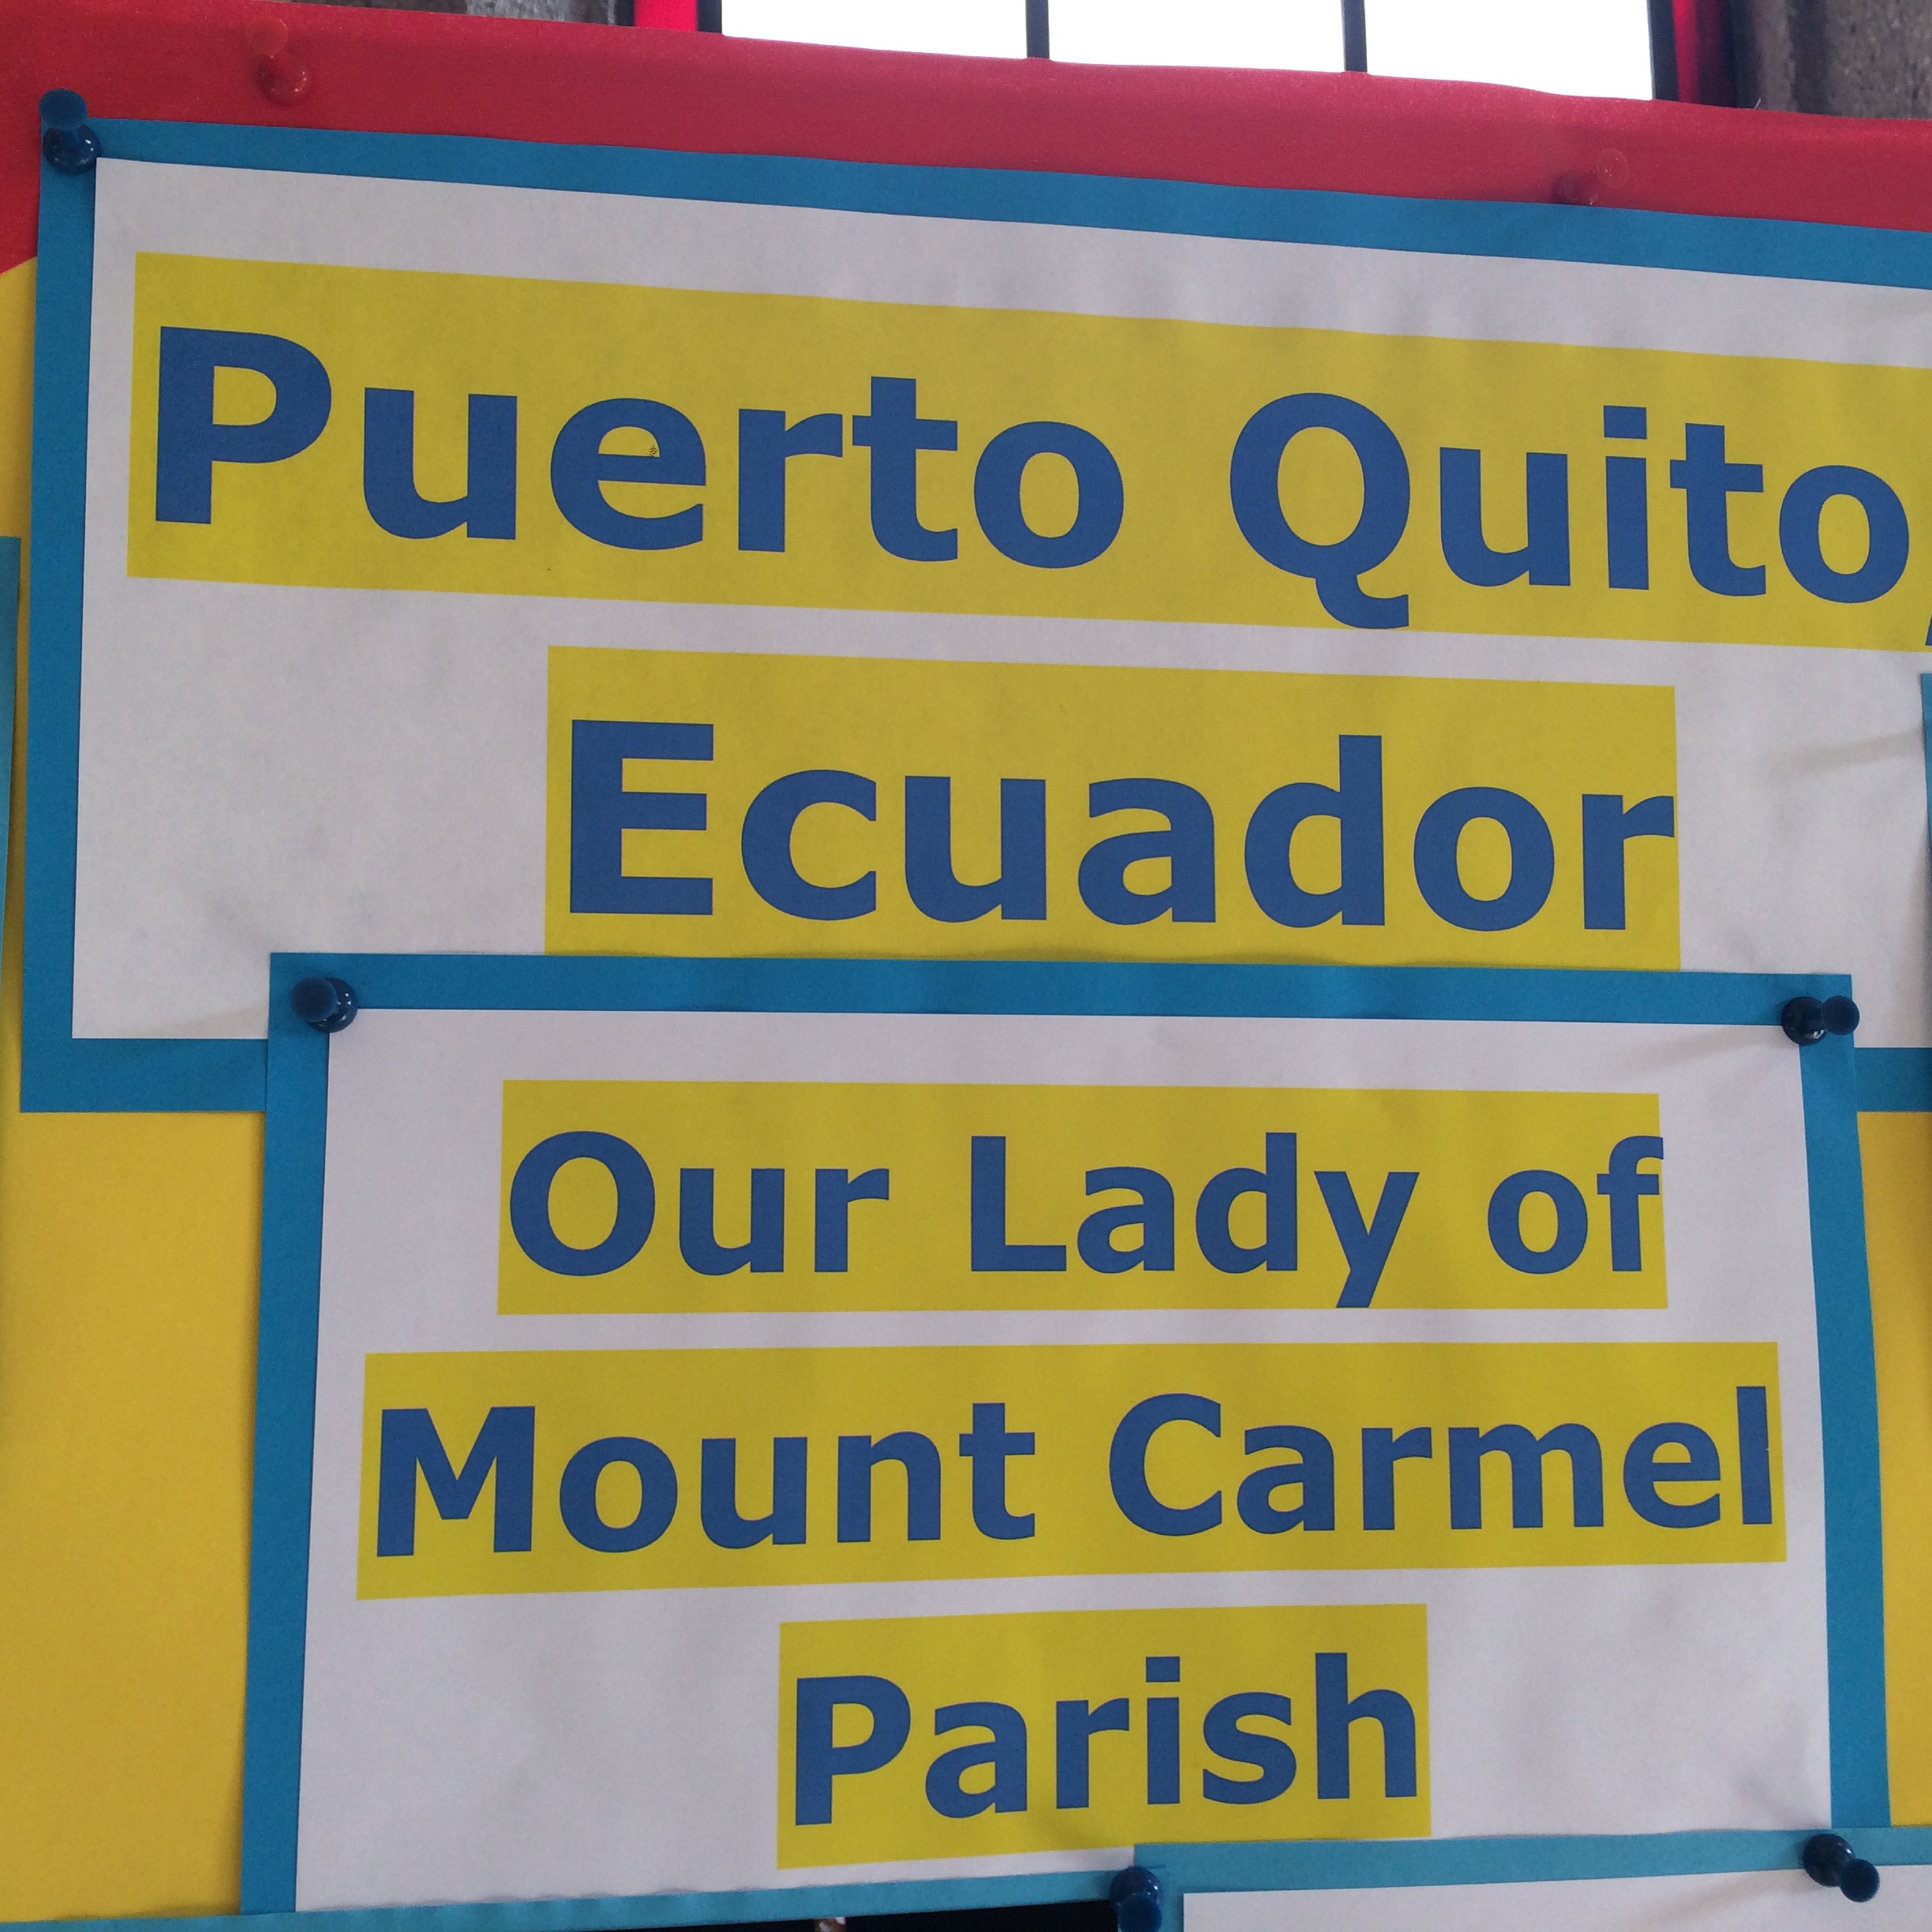 Puerto Quito,
Ecuador
Our Lady of
Mount Carmel
Parish